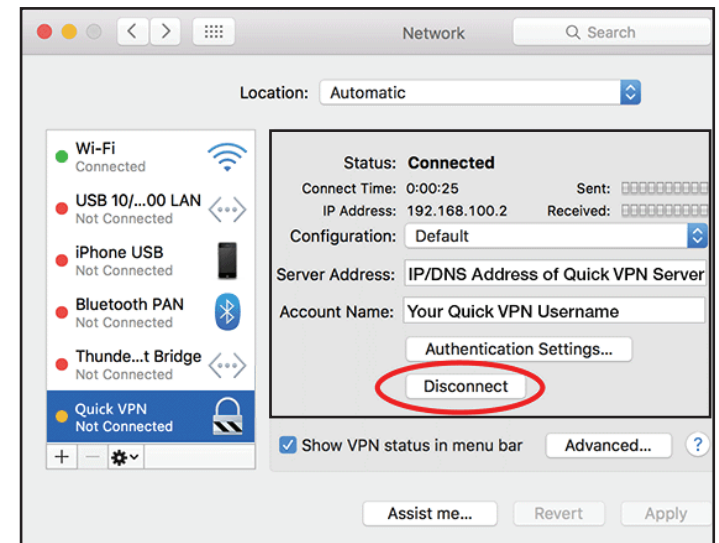 Network
Search
Location: Automatic
Wi-Fi
Connected
USB 10/...00 LAN
Not Connected
iPhone USB
Not Connected
Bluetooth PAN
Not Connected
Thunde...t Bridge
Not Connected
Quick VPN
Not Connected
Status: Connected
Connect Time: 0:00:25 Sent:
IP Address: 192.168.100.2 Received:
Configuration: Default
Server Address: IP/DNS Address of Quick VPN Server
Account Name: Your Quick VPN Username
Authentication Settings...
Disconnect
Show VPN status in menu bar Advanced... ?
Assist me... Revert Apply